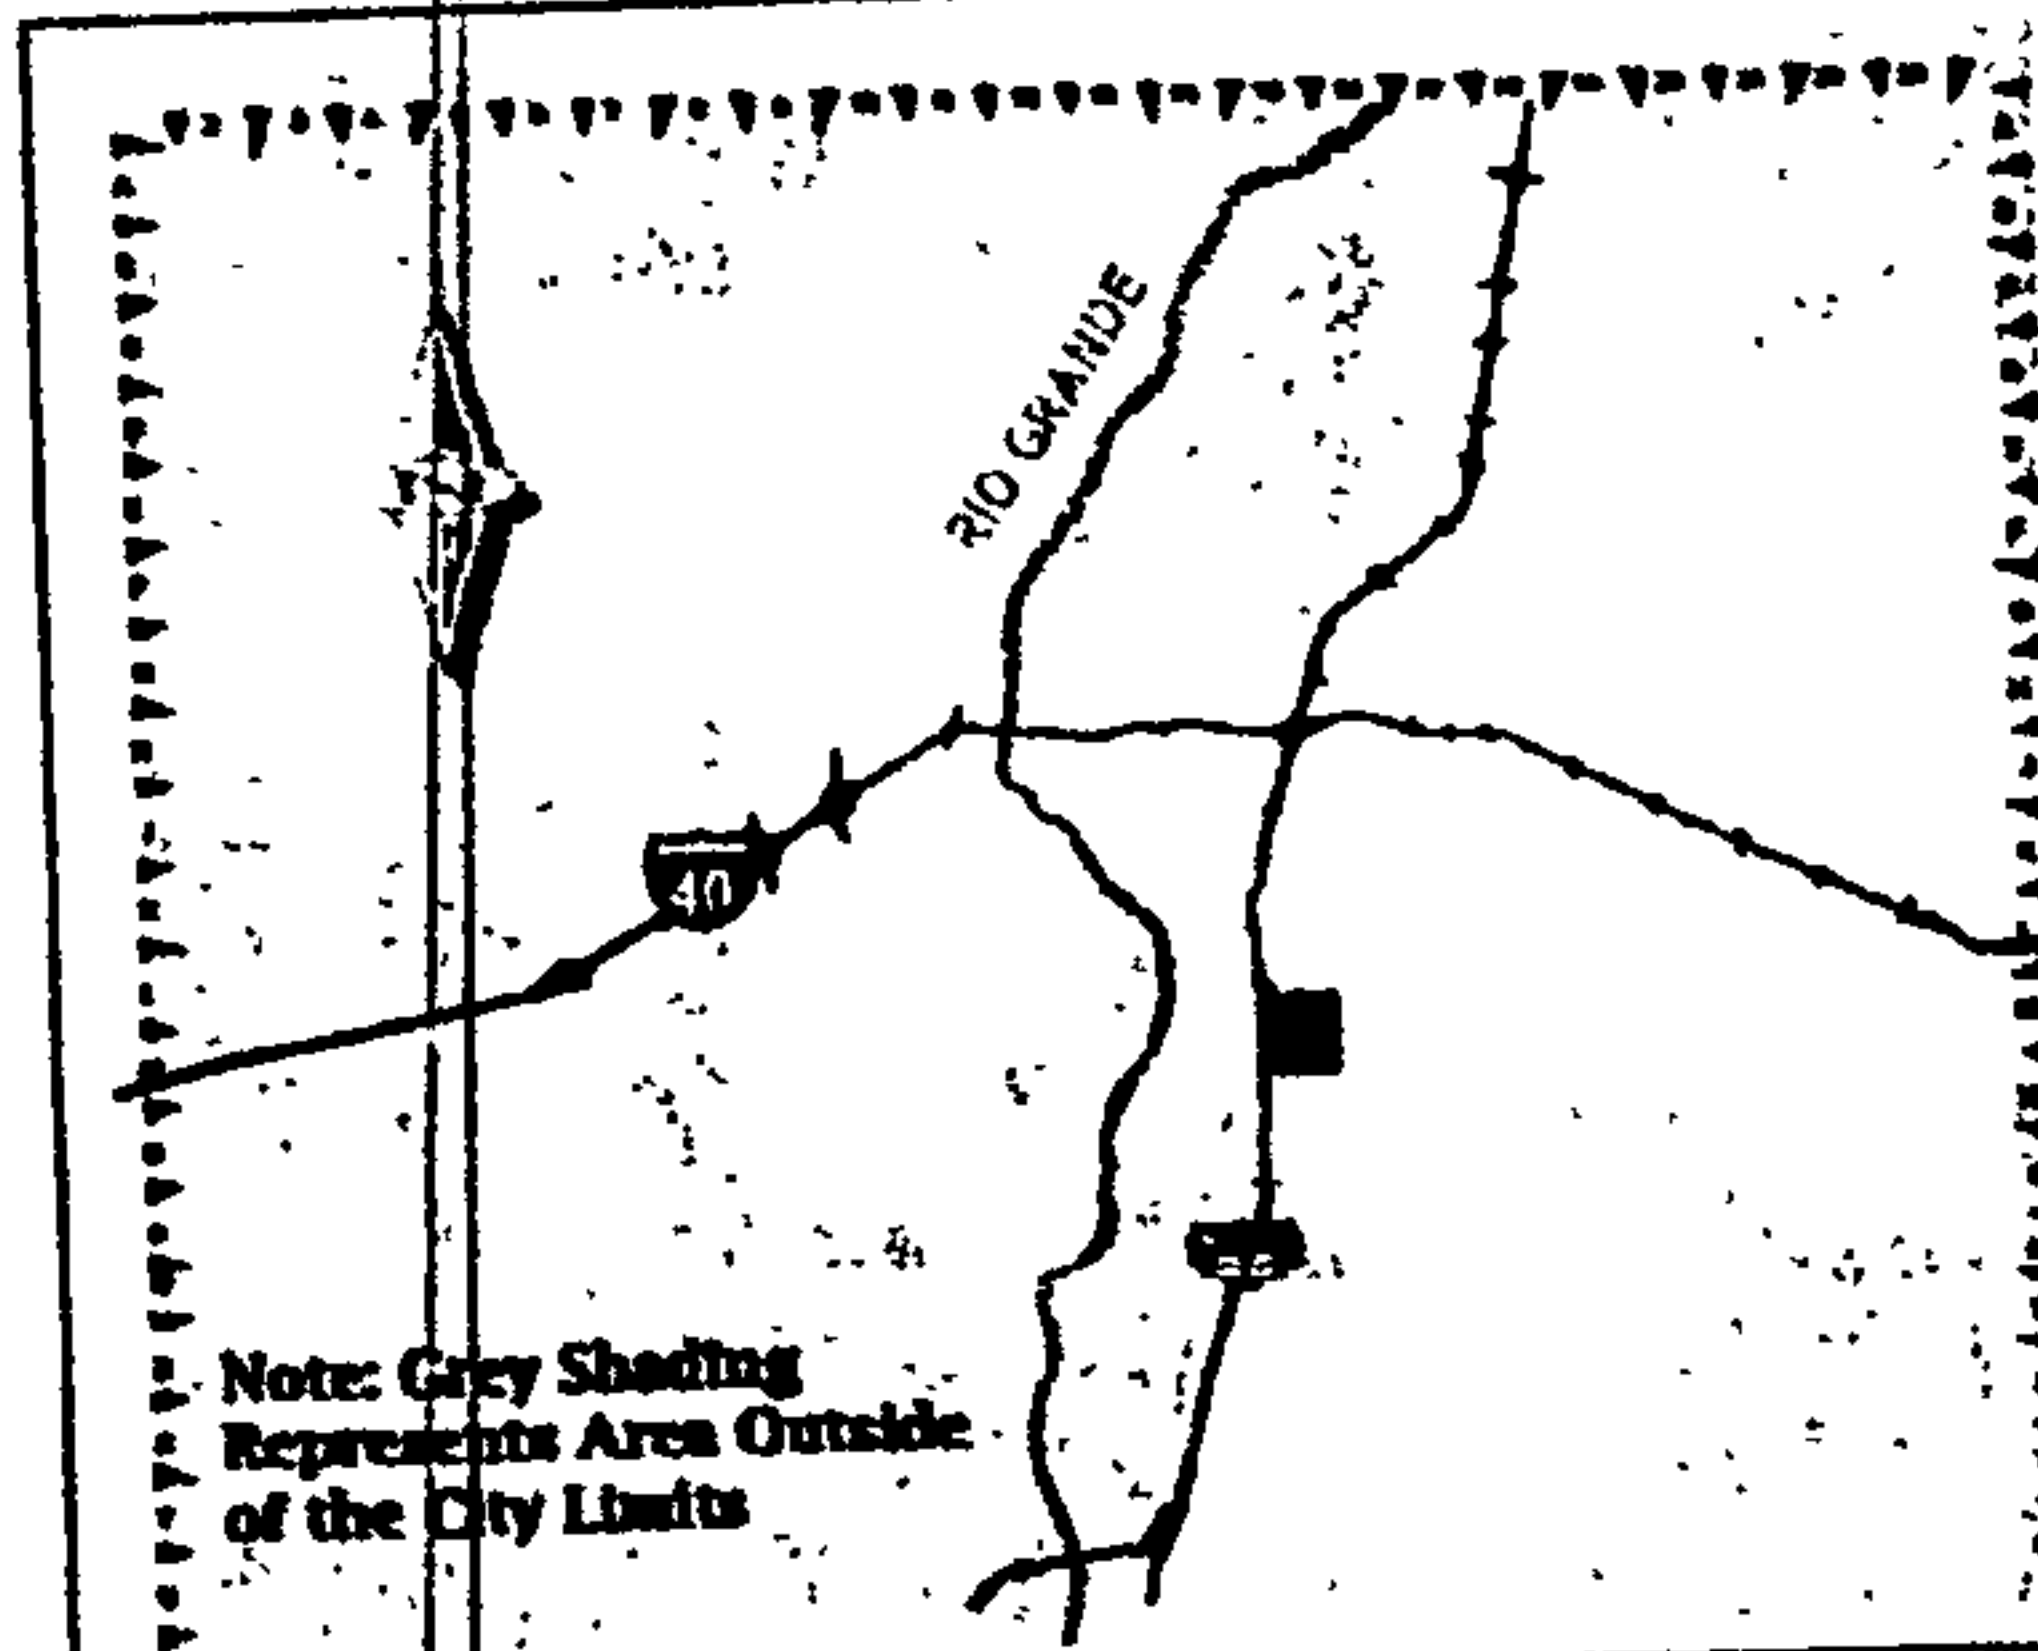 RIO GRANDE
40
Note: Grey Shading
Represents Area Outside
of the City Limits